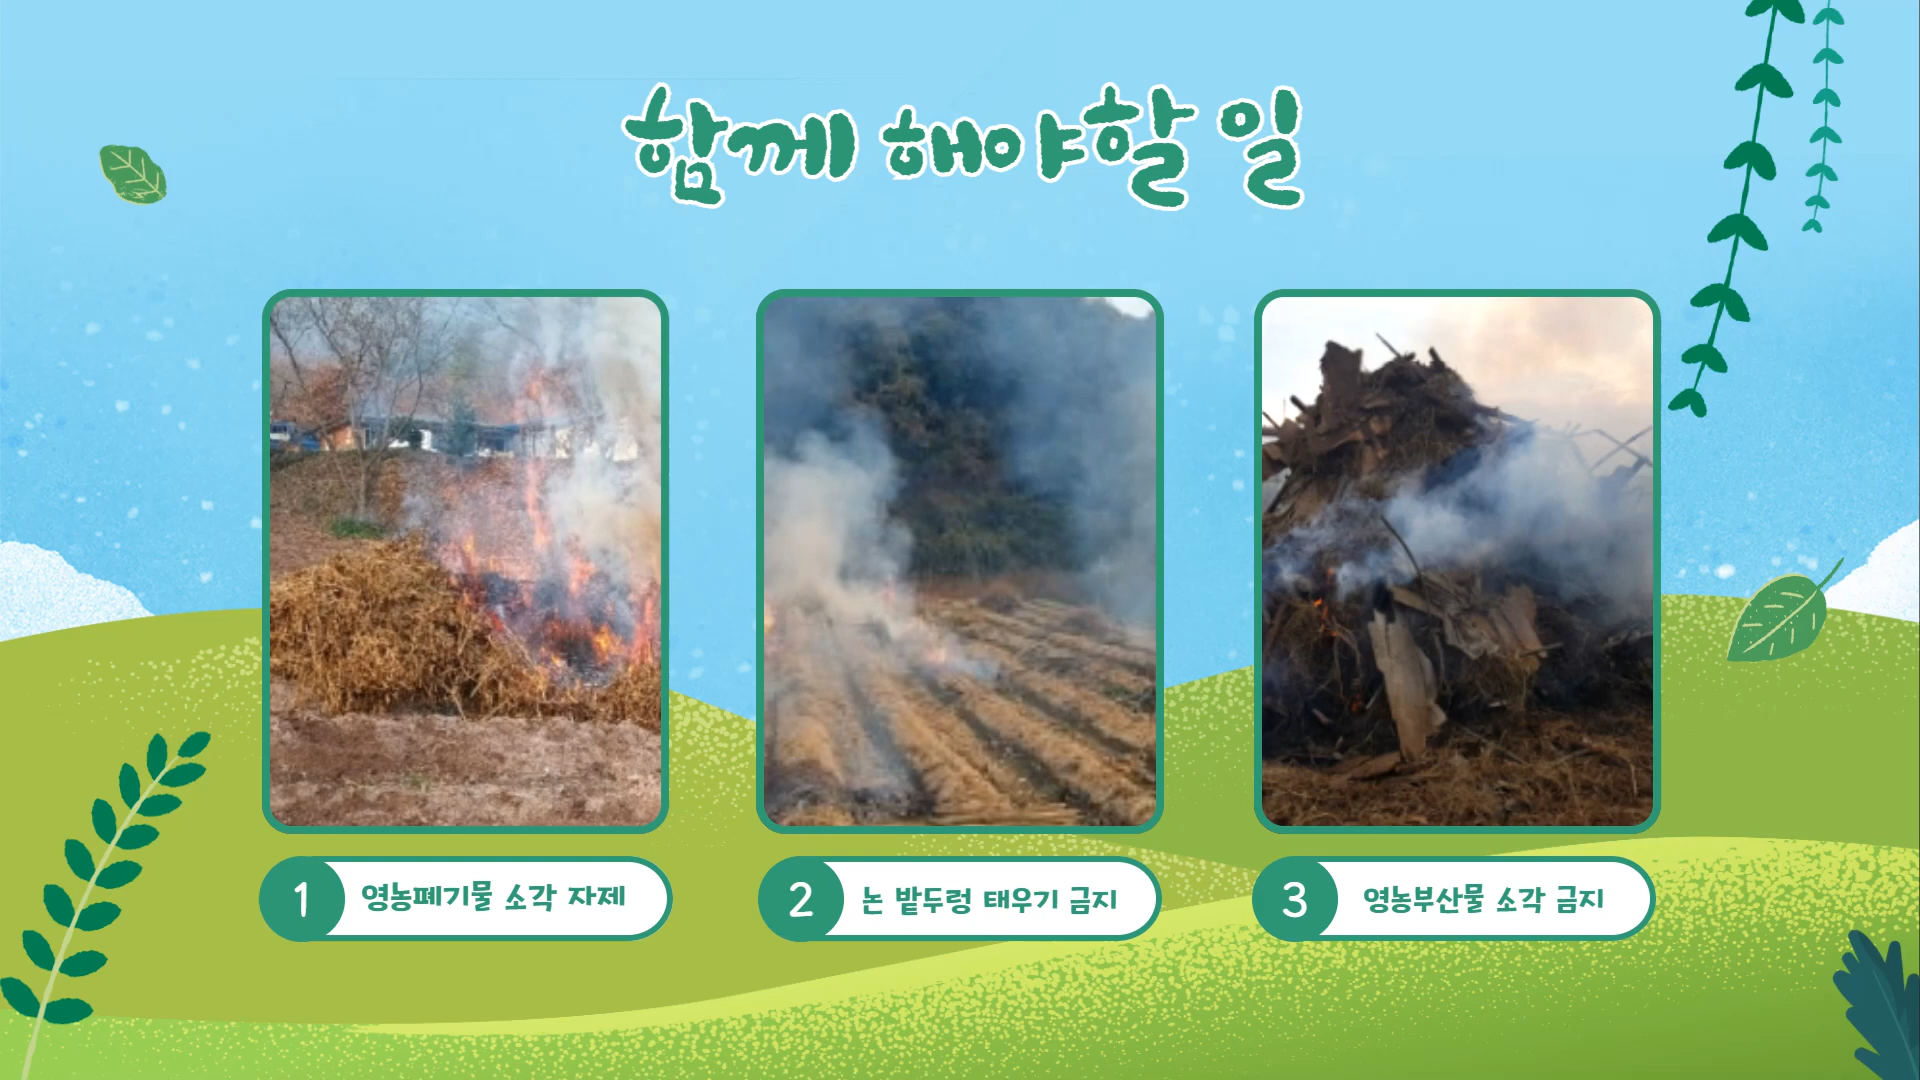 함께 해야할 일
1 영농폐기물 소각 자제
2 논 밭두렁 태우기 금지
3 영농부산물 소각 금지